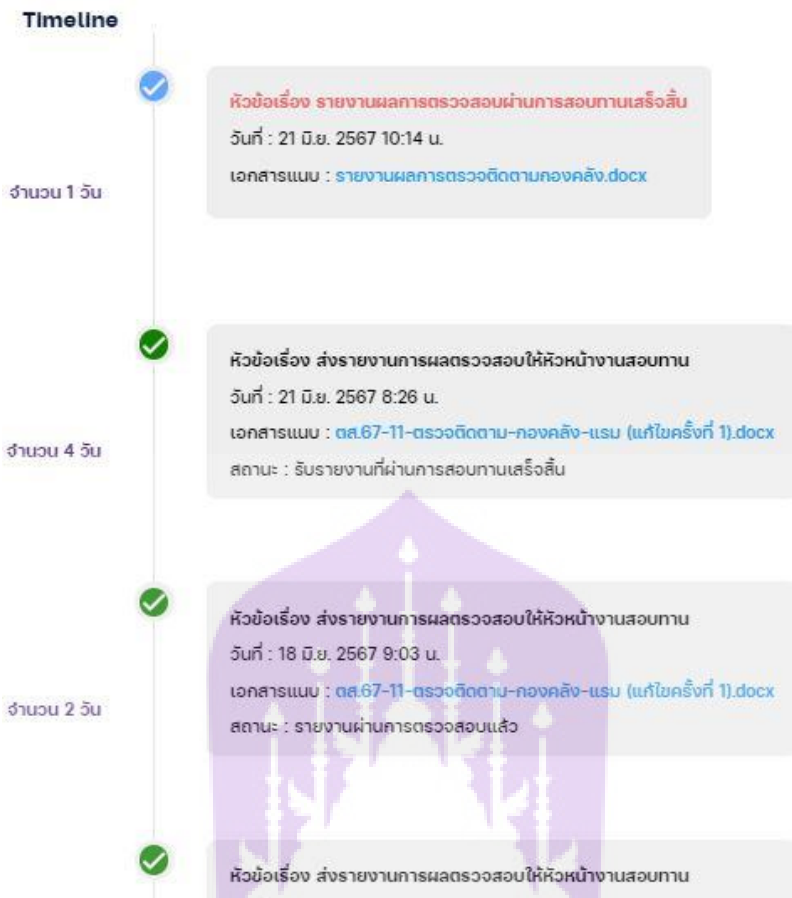 Timeline
หัวข้อเรื่อง รายงานผลการตรวจสอบผ่านการสอบทานเสร็จสิ้น
วันที่ : 21 มิ.ย. 2567 10:14 น.
เอกสารแนบ : รายงานผลการตรวจติดตามกองคลัง.docx
จำนวน 1 วัน
หัวข้อเรื่อง ส่งรายงานการผลตรวจสอบให้หัวหน้างานสอบทาน
วันที่ : 21 มิ.ย. 2567 8:26 น.
เอกสารแนบ : ตส.67-11-ตรวจติดตาม-กองคลัง-แรม (แก้ไขครั้งที่ 1).docx
จำนวน 4 วัน
สถานะ : รับรายงานที่ผ่านการสอบทานเสร็จสิ้น
หัวข้อเรื่อง ส่งรายงานการผลตรวจสอบให้หัวหน้างานสอบทาน
วันที่ : 18 มิ.ย. 2567 9:03 น.
เอกสารแนบ : ตส.67-11-ตรวจติดตาม-กองคลัง-แรม (แก้ไขครั้งที่ 1).docx
จำนวน 2 วัน
สถานะ : รายงานผ่านการตรวจสอบแล้ว
หัวข้อเรื่อง ส่งรายงานการผลตรวจสอบให้หัวหน้างานสอบทาน